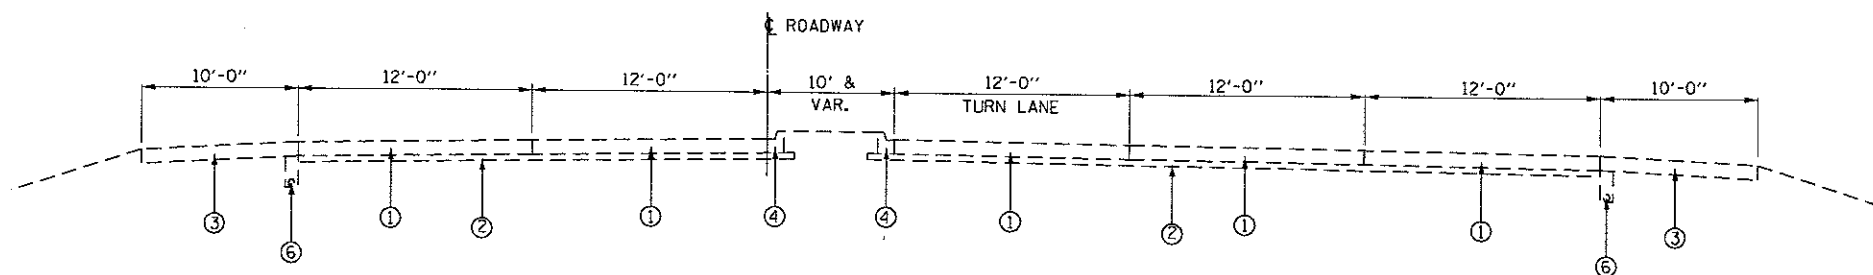 ℄ ROADWAY
10'-0" 12'-0" 12'-0" 10' & 12'-0" 12'-0" 12'-0" 10'-0"
VAR. TURN LANE
3 6 1 2 1 4 4 1 2 1 1 6 3